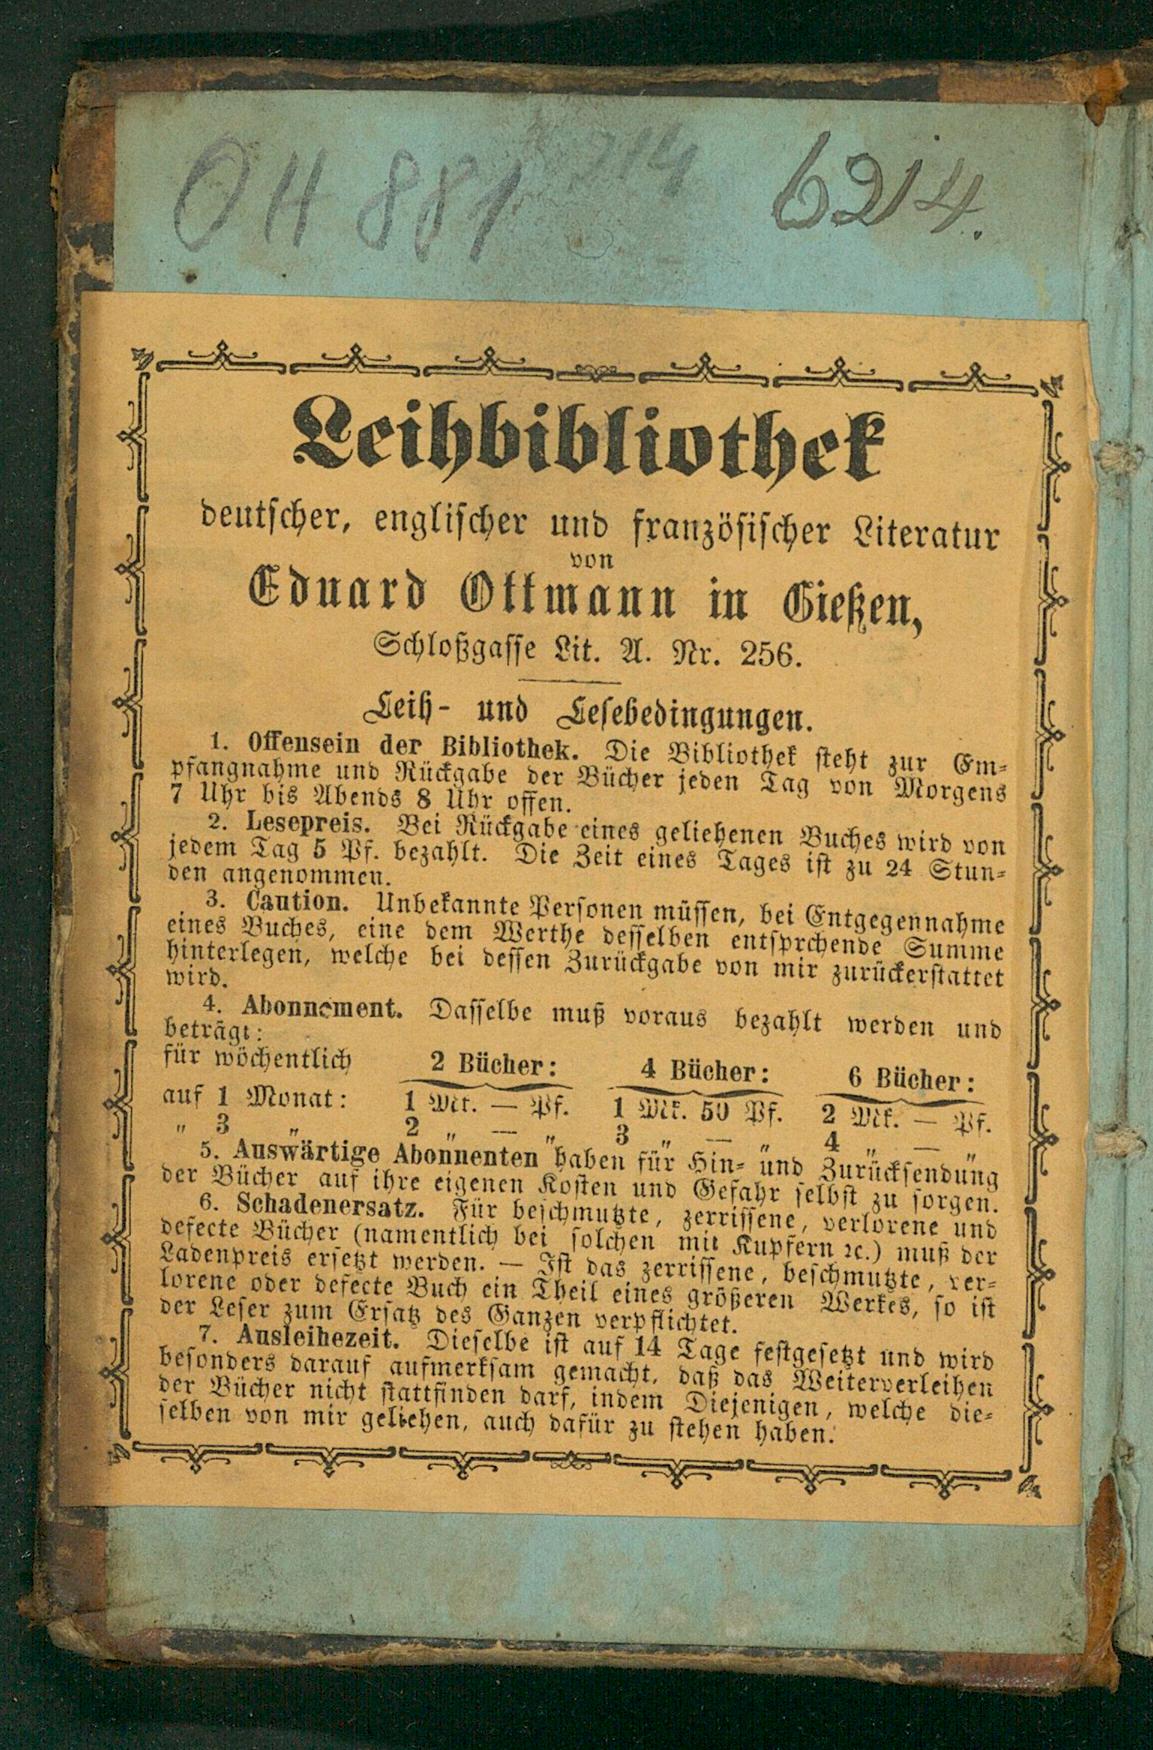 OH 881 214 6214.
Leihbibliothek
deutscher, englischer und französischer Literatur
von
Eduard Ottmann in Gießen,
Schloßgasse Lit. A. Nr. 256.
Leih- und Lesebedingungen.
1. Offensein der Bibliothek. Die Bibliothek steht zur Em-
pfangnahme und Rückgabe der Bücher jeden Tag von Morgens
7 Uhr bis Abends 8 Uhr offen.
2. Lesepreis. Bei Rückgabe eines geliehenen Buches wird von
jedem Tag 5 Pf. bezahlt. Die Zeit eines Tages ist zu 24 Stun-
den angenommen.
3. Caution. Unbekannte Personen müssen, bei Entgegennahme
eines Buches, eine dem Werthe desselben entsprchende Summe
hinterlegen, welche bei dessen Zurückgabe von mir zurückerstattet
wird.
4. Abonnement. Dasselbe muß voraus bezahlt werden und
beträgt:
für wöchentlich 2 Bücher: 4 Bücher: 6 Bücher:
auf 1 Monat: 1 Mk. — Pf. 1 Mk. 50 Pf. 2 Mk. — Pf.
" 3 " 2 " — " 3 " — " 4 " — "
5. Auswärtige Abonnenten haben für Hin- und Zurücksendung
der Bücher auf ihre eigenen Kosten und Gefahr selbst zu sorgen.
6. Schadenersatz. Für beschmutzte, zerrissene, verlorene und
defecte Bücher (namentlich bei solchen mit Kupfern ꝛc.) muß der
Ladenpreis ersetzt werden. — Ist das zerrissene, beschmutzte, ver-
lorene oder defecte Buch ein Theil eines größeren Werkes, so ist
der Leser zum Ersatz des Ganzen verpflichtet.
7. Ausleihezeit. Dieselbe ist auf 14 Tage festgesetzt und wird
besonders darauf aufmerksam gemacht, daß das Weiterverleihen
der Bücher nicht stattfinden darf, indem Diejenigen, welche die-
selben von mir geliehen, auch dafür zu stehen haben.